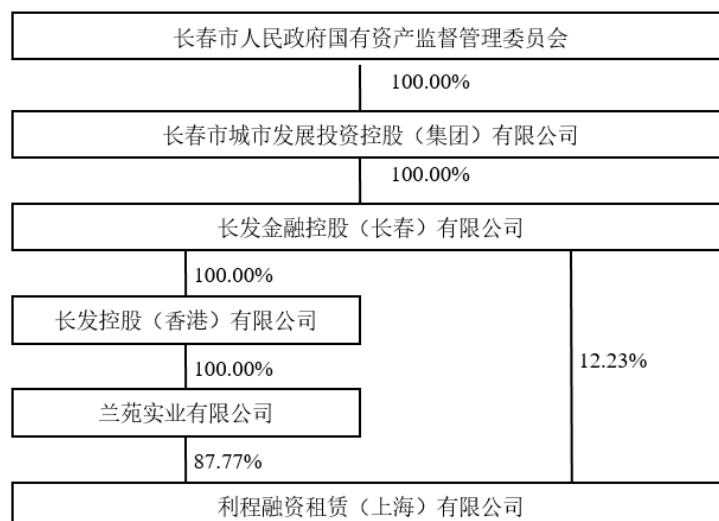 长春市人民政府国有资产监督管理委员会
100.00%
长春市城市发展投资控股（集团）有限公司
100.00%
长发金融控股（长春）有限公司
100.00%
长发控股（香港）有限公司
100.00%
12.23%
兰苑实业有限公司
87.77%
利程融资租赁（上海）有限公司